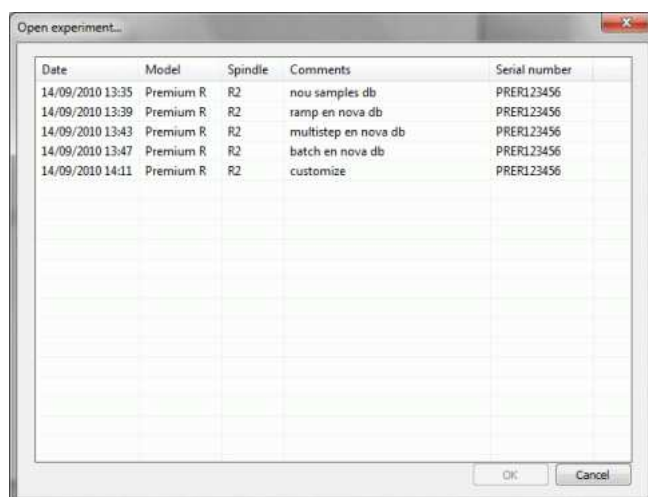 Open experiment...
Date Model Spindle Comments Serial number
14/09/2010 13:35 Premium R R2 nou samples db PRER123456
14/09/2010 13:39 Premium R R2 ramp en nova db PRER123456
14/09/2010 13:43 Premium R R2 multistep en nova db PRER123456
14/09/2010 13:47 Premium R R2 batch en nova db PRER123456
14/09/2010 14:11 Premium R R2 customize PRER123456
OK Cancel